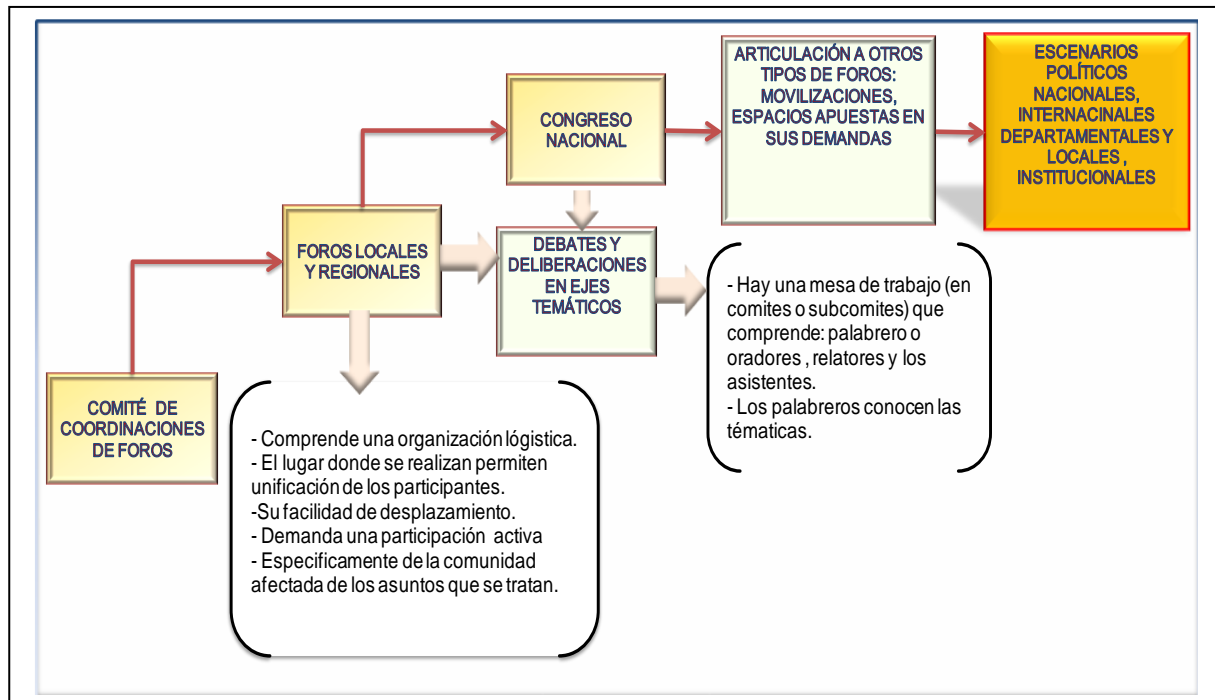 ARTICULACIÓN A OTROS
TIPOS DE FOROS:
MOVILIZACIONES,
ESPACIOS APUESTAS EN
SUS DEMANDAS
ESCENARIOS
POLÍTICOS
NACIONALES,
INTERNACINALES
DEPARTAMENTALES Y
LOCALES ,
INSTITUCIONALES
CONGRESO
NACIONAL
FOROS LOCALES
Y REGIONALES
DEBATES Y
DELIBERACIONES
EN EJES
TEMÁTICOS
- Hay una mesa de trabajo (en
comites o subcomites) que
comprende: palabrero o
oradores , relatores y los
asistentes.
- Los palabreros conocen las
tématicas.
COMITÉ DE
COORDINACIONES
DE FOROS
- Comprende una organización lógistica.
- El lugar donde se realizan permiten
unificación de los participantes.
-Su facilidad de desplazamiento.
- Demanda una participación activa
- Especificamente de la comunidad
afectada de los asuntos que se tratan.